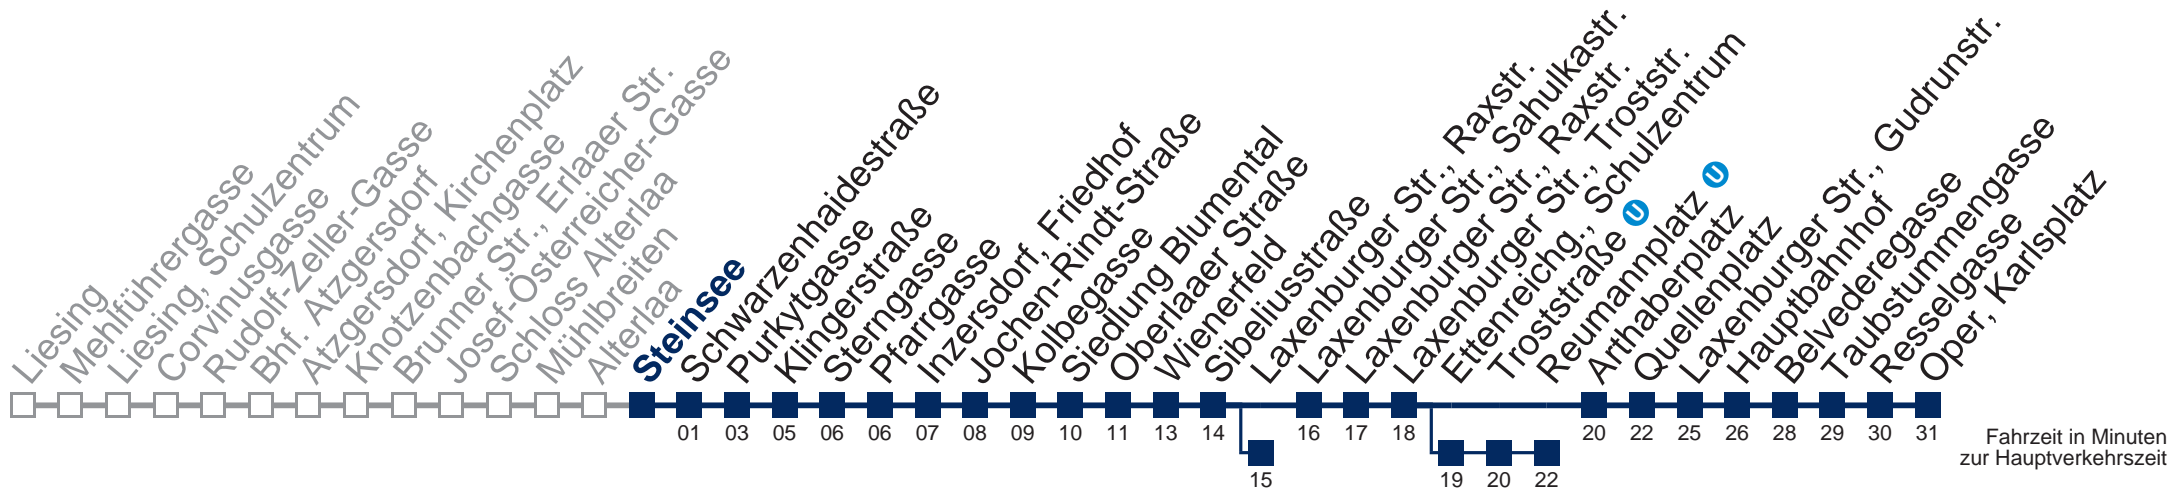 Liesing
Mehlführergasse
Liesing, Schulzentrum
Corvinusgasse
Rudolf-Zeller-Gasse
Bhf. Atzgersdorf
Atzgersdorf, Kirchenplatz
Knotzenbachgasse
Brunner Str., Erlaaer Str.
Josef-Österreicher-Gasse
Schloss Alterlaa
Mühlbreiten
Alterlaa
Steinsee
Schwarzenhaidestraße
Purkytgasse
Klingerstraße
Sterngasse
Pfarrgasse
Inzersdorf, Friedhof
Jochen-Rindt-Straße
Kolbegasse
Siedlung Blumental
Oberlaaer Straße
Wienerfeld
Sibeliusstraße
Laxenburger Str., Raxstr.
Laxenburger Str., Sahulkastr.
Laxenburger Str., Raxstr.
Laxenburger Str., Troststr.
Ettenreichg., Schulzentrum
Troststraße U
Reumannplatz U
Arthaberplatz
Quellenplatz
Laxenburger Str., Gudrunstr.
Hauptbahnhof
Belvederegasse
Taubstummengasse
Resselgasse
Oper, Karlsplatz
01 03 05 06 06 07 08 09 10 11 13 14 16 17 18 20 22 25 26 28 29 30 31
15 19 20 22
Fahrzeit in Minuten
zur Hauptverkehrszeit